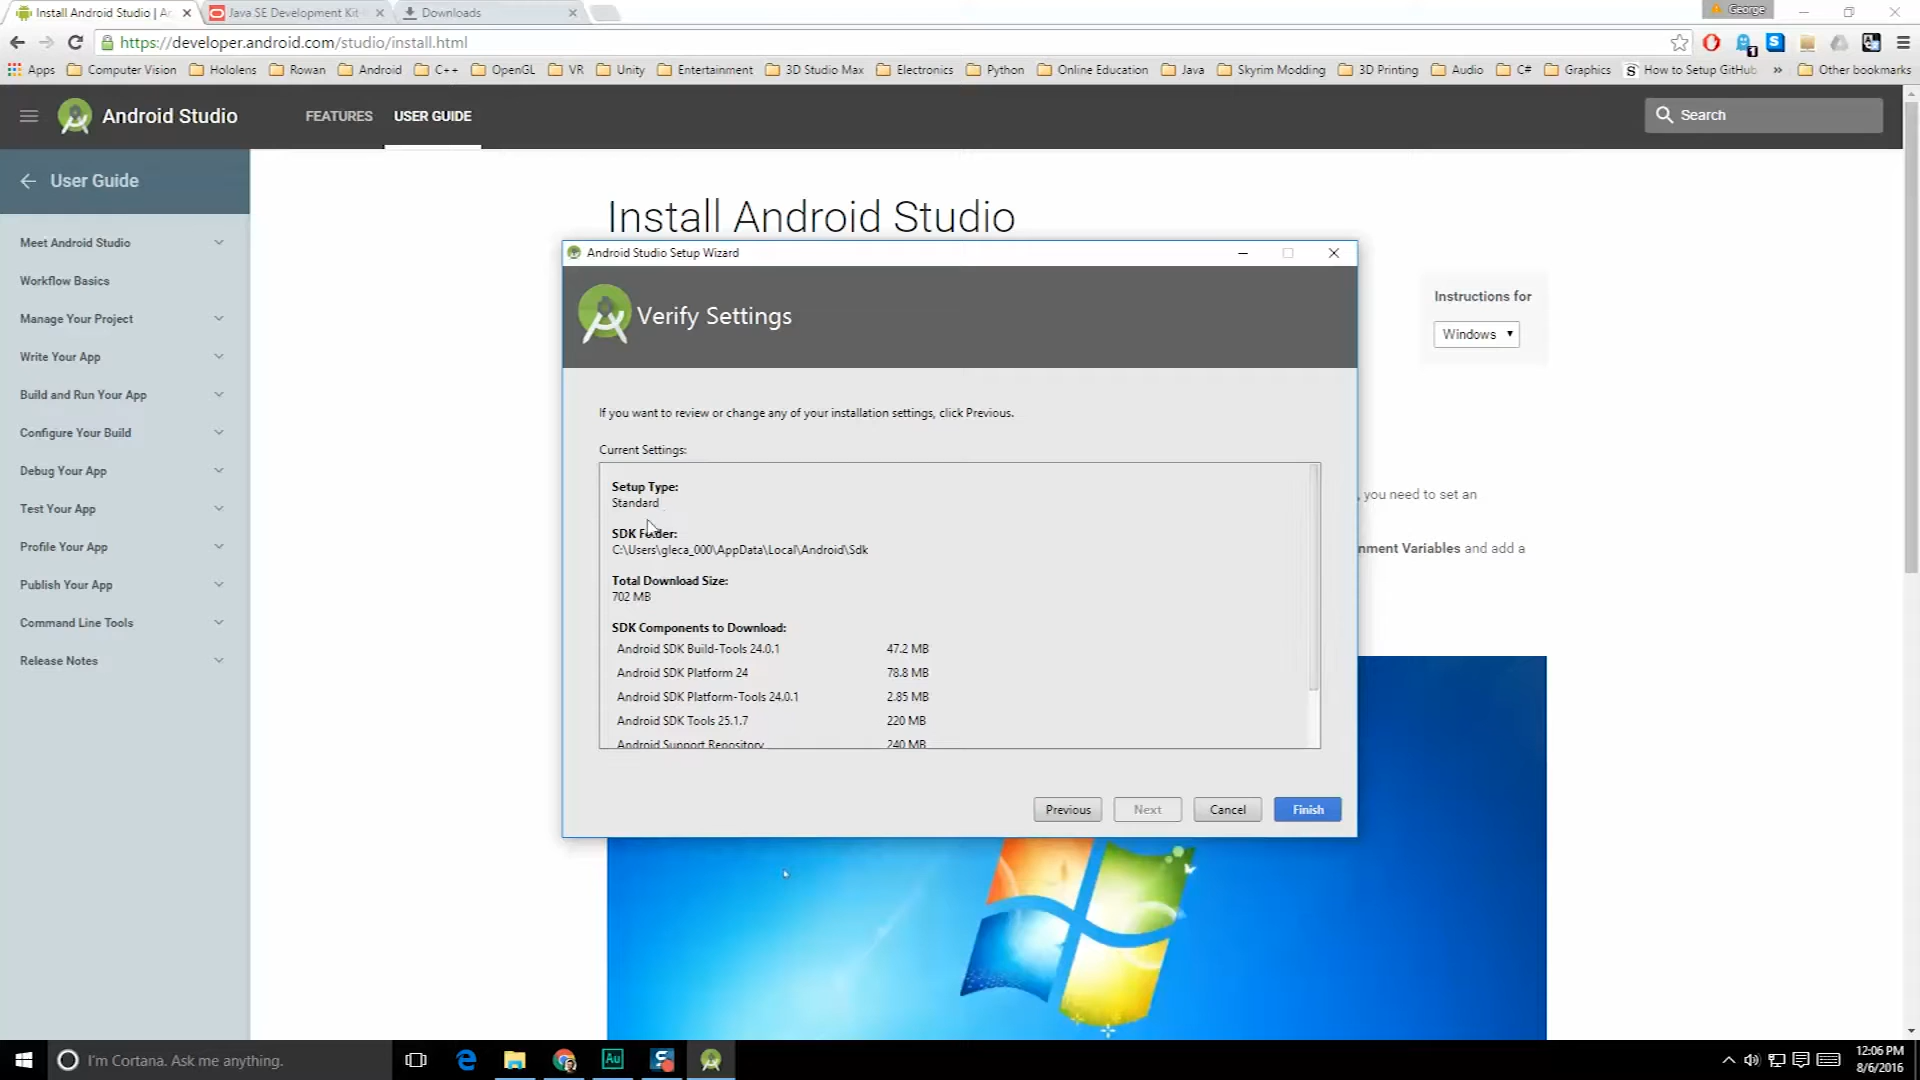 Install Android Studio | A
Java SE Development Kit
Downloads
George
https://developer.android.com/studio/install.html
Apps
Computer Vision
Hololens
Rowan
Android
C++
OpenGL
VR
Unity
Entertainment
3D Studio Max
Electronics
Python
Online Education
Java
Skyrim Modding
3D Printing
Audio
C#
Graphics
How to Setup GitHub
»
Other bookmarks
Android Studio
FEATURES
USER GUIDE
Search
User Guide
Meet Android Studio
Workflow Basics
Manage Your Project
Write Your App
Build and Run Your App
Configure Your Build
Debug Your App
Test Your App
Profile Your App
Publish Your App
Command Line Tools
Release Notes
Install Android Studio
Instructions for
Windows
, you need to set an
nment Variables and add a
Android Studio Setup Wizard
Verify Settings
If you want to review or change any of your installation settings, click Previous.
Current Settings:
Setup Type:
Standard
SDK Folder:
C:\Users\gleca_000\AppData\Local\Android\Sdk
Total Download Size:
702 MB
SDK Components to Download:
Android SDK Build-Tools 24.0.1 47.2 MB
Android SDK Platform 24 78.8 MB
Android SDK Platform-Tools 24.0.1 2.85 MB
Android SDK Tools 25.1.7 220 MB
Android Support Repository 240 MB
Previous
Next
Cancel
Finish
I'm Cortana. Ask me anything.
Au
12:06 PM
8/6/2016